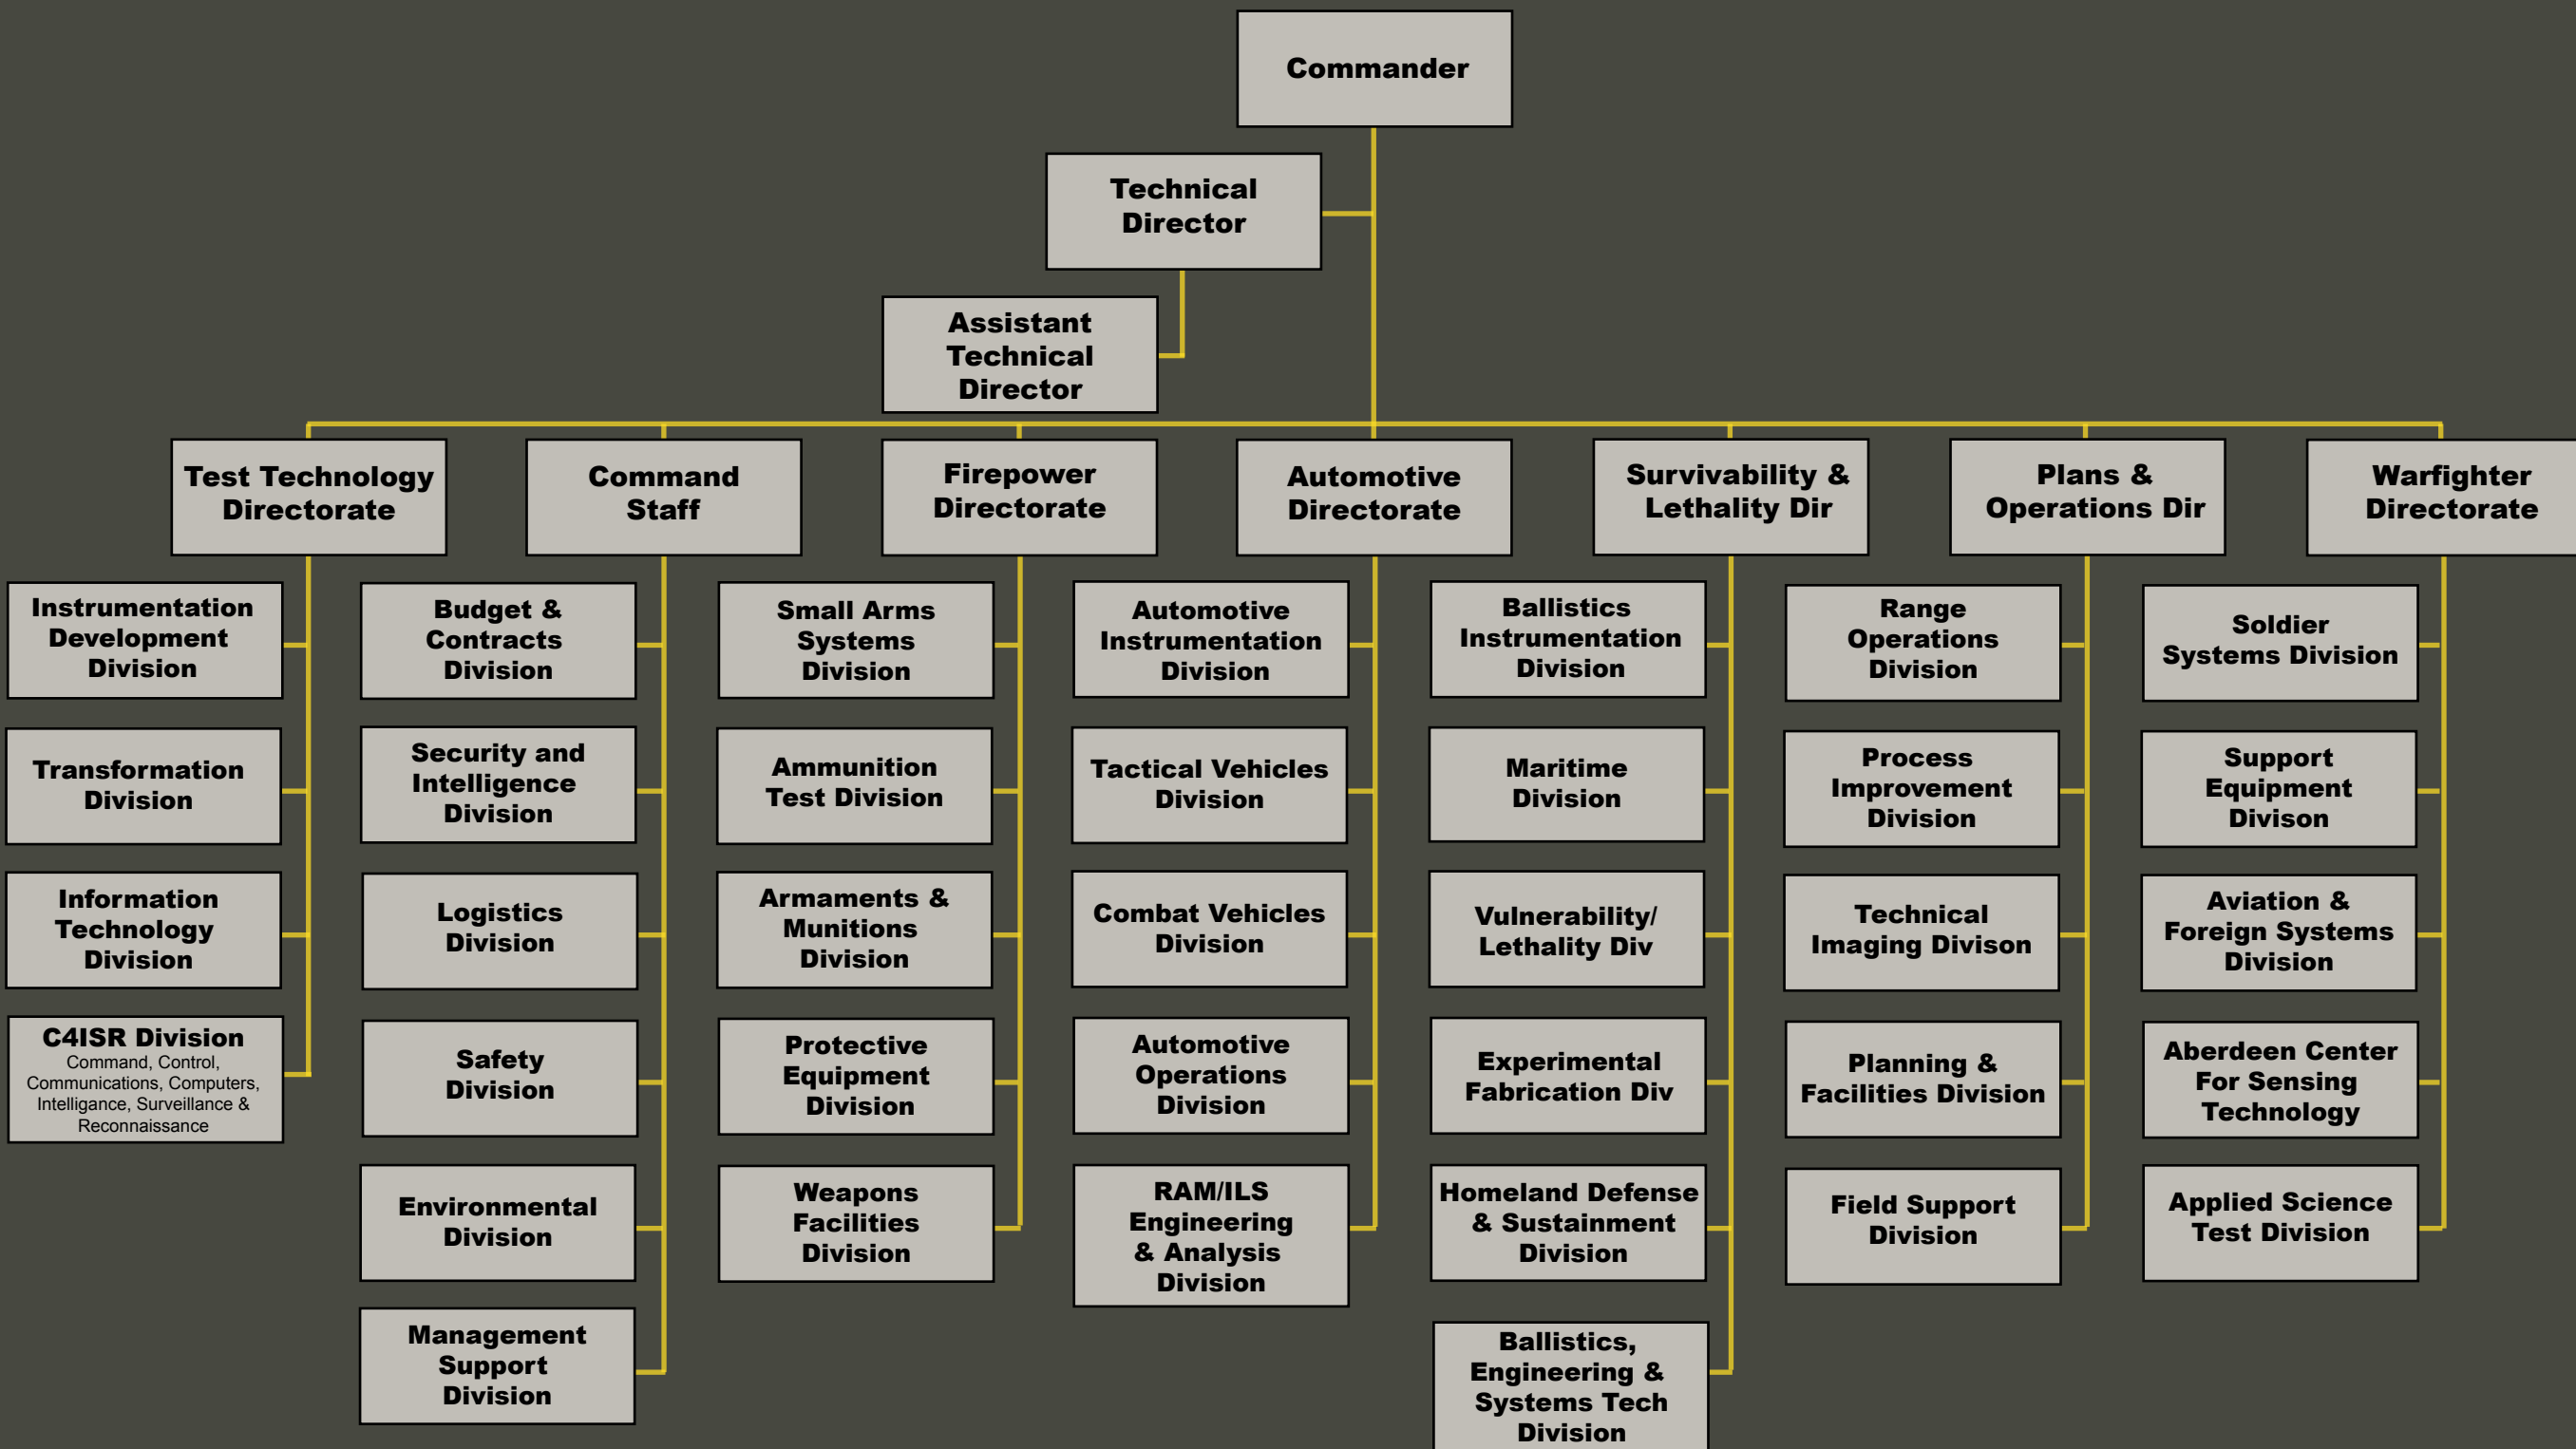 Commander
Technical
Director
Assistant
Technical
Director
Test Technology
Directorate
Command
Staff
Firepower
Directorate
Automotive
Directorate
Survivability &
Lethality Dir
Plans &
Operations Dir
Warfighter
Directorate
Instrumentation
Development
Division
Transformation
Division
Information
Technology
Division
C4ISR Division
Command, Control,
Communications, Computers,
Intelligance, Surveillance &
Reconnaissance
Budget &
Contracts
Division
Security and
Intelligence
Division
Logistics
Division
Safety
Division
Environmental
Division
Management
Support
Division
Small Arms
Systems
Division
Ammunition
Test Division
Armaments &
Munitions
Division
Protective
Equipment
Division
Weapons
Facilities
Division
Automotive
Instrumentation
Division
Tactical Vehicles
Division
Combat Vehicles
Division
Automotive
Operations
Division
RAM/ILS
Engineering
& Analysis
Division
Ballistics
Instrumentation
Division
Maritime
Division
Vulnerability/
Lethality Div
Experimental
Fabrication Div
Homeland Defense
& Sustainment
Division
Ballistics,
Engineering &
Systems Tech
Division
Range
Operations
Division
Process
Improvement
Division
Technical
Imaging Divison
Planning &
Facilities Division
Field Support
Division
Soldier
Systems Division
Support
Equipment
Divison
Aviation &
Foreign Systems
Division
Aberdeen Center
For Sensing
Technology
Applied Science
Test Division